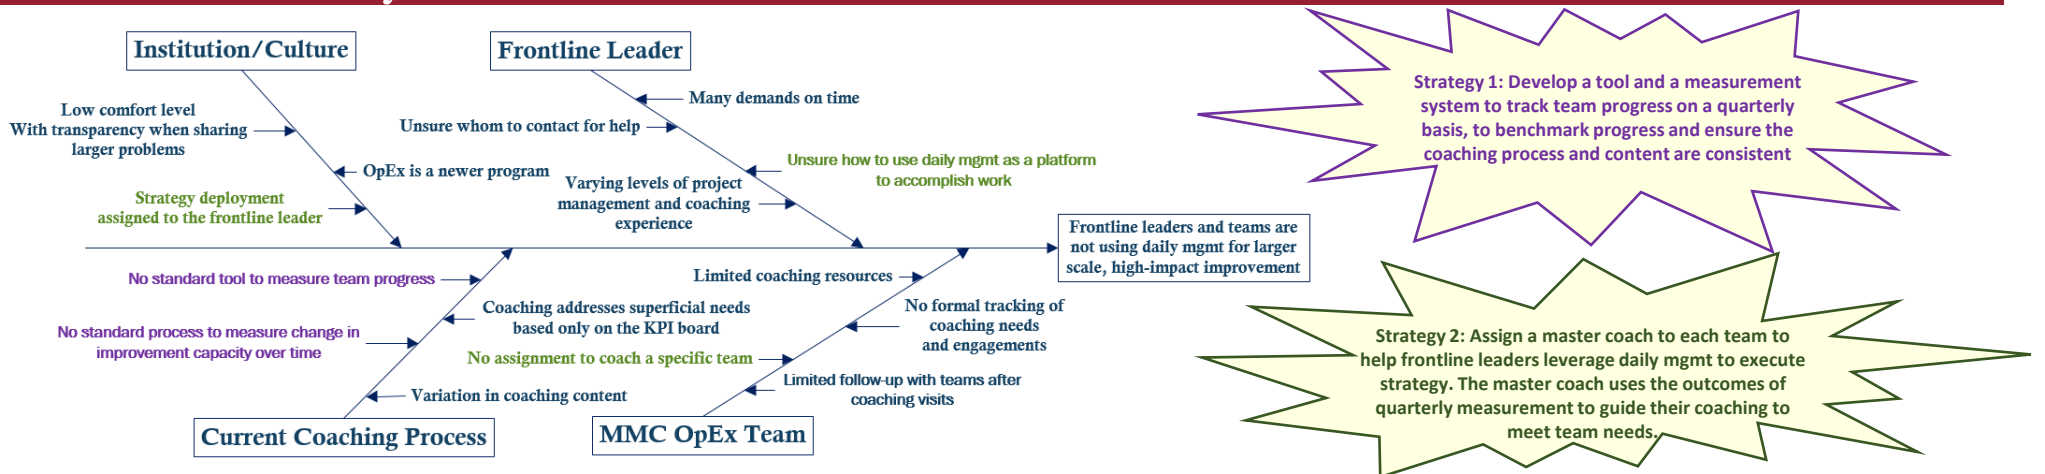 Institution/Culture
Low comfort level
With transparency when sharing
larger problems
OpEx is a newer program
Strategy deployment
assigned to the frontline leader
Frontline Leader
Many demands on time
Unsure whom to contact for help
Unsure how to use daily mgmt as a platform
to accomplish work
Varying levels of project
management and coaching
experience
Frontline leaders and teams are
not using daily mgmt for larger
scale, high-impact improvement
No standard tool to measure team progress
Coaching addresses superficial needs
based only on the KPI board
No standard process to measure change in
improvement capacity over time
Variation in coaching content
Current Coaching Process
Limited coaching resources
No formal tracking of
coaching needs
and engagements
No assignment to coach a specific team
Limited follow-up with teams after
coaching visits
MMC OpEx Team
Strategy 1: Develop a tool and a measurement
system to track team progress on a quarterly
basis, to benchmark progress and ensure the
coaching process and content are consistent
Strategy 2: Assign a master coach to each team to
help frontline leaders leverage daily mgmt to execute
strategy. The master coach uses the outcomes of
quarterly measurement to guide their coaching to
meet team needs.